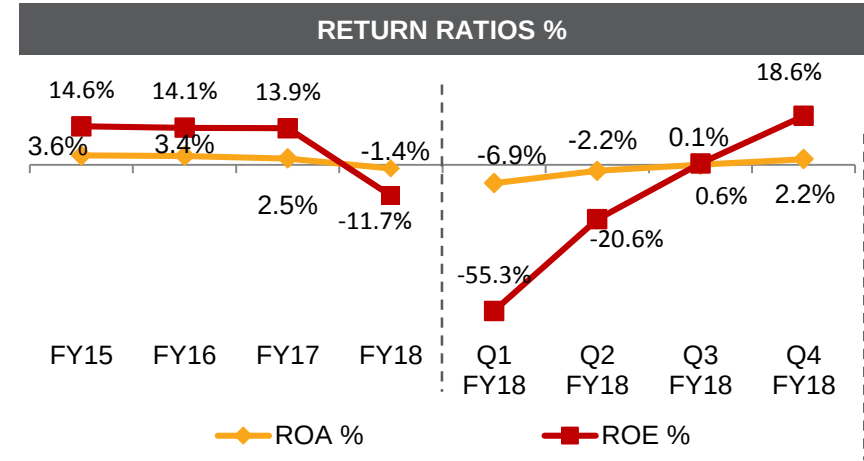 RETURN RATIOS %
18.6%
14.6% 14.1% 13.9%
3.6% 3.4% -1.4% -6.9% -2.2% 0.1%
2.5% -11.7% -20.6% 0.6% 2.2%
-55.3%
FY15 FY16 FY17 FY18 Q1 Q2 Q3 Q4
FY18 FY18 FY18 FY18
ROA % ROE %